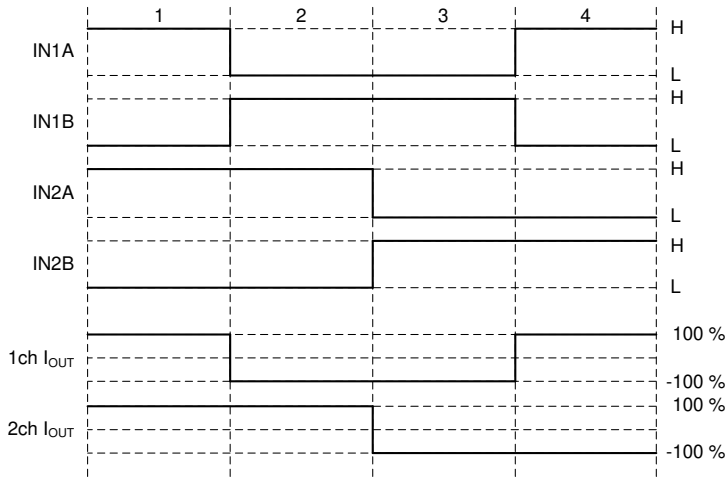 1 2 3 4
IN1A H
L
IN1B H
L
IN2A H
L
IN2B H
L
1ch IOUT 100 %
-100 %
2ch IOUT 100 %
-100 %